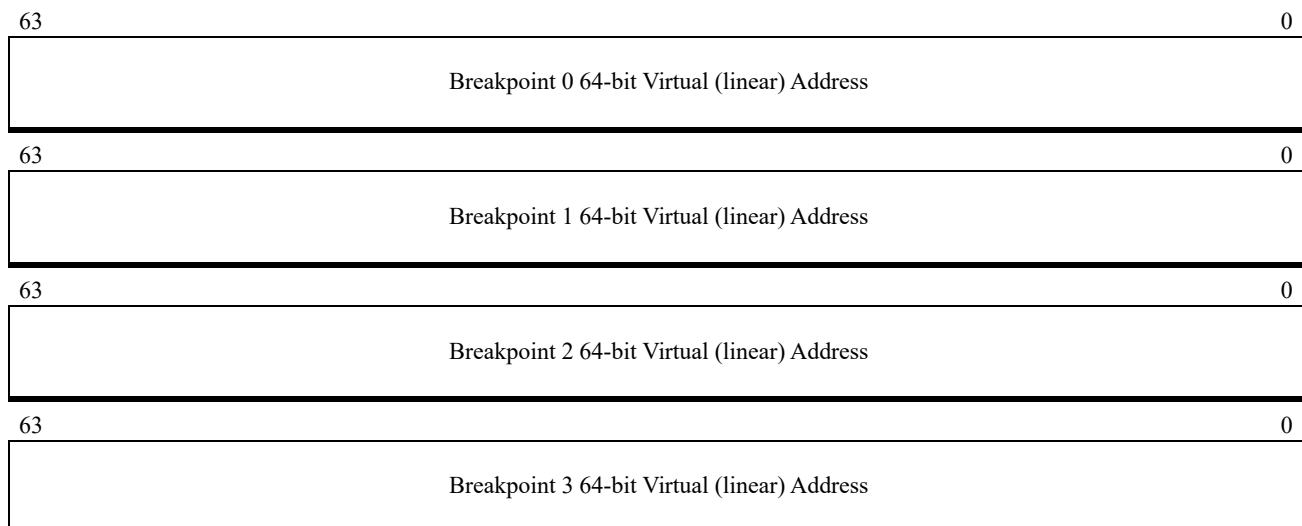 63 0
Breakpoint 0 64-bit Virtual (linear) Address
63 0
Breakpoint 1 64-bit Virtual (linear) Address
63 0
Breakpoint 2 64-bit Virtual (linear) Address
63 0
Breakpoint 3 64-bit Virtual (linear) Address